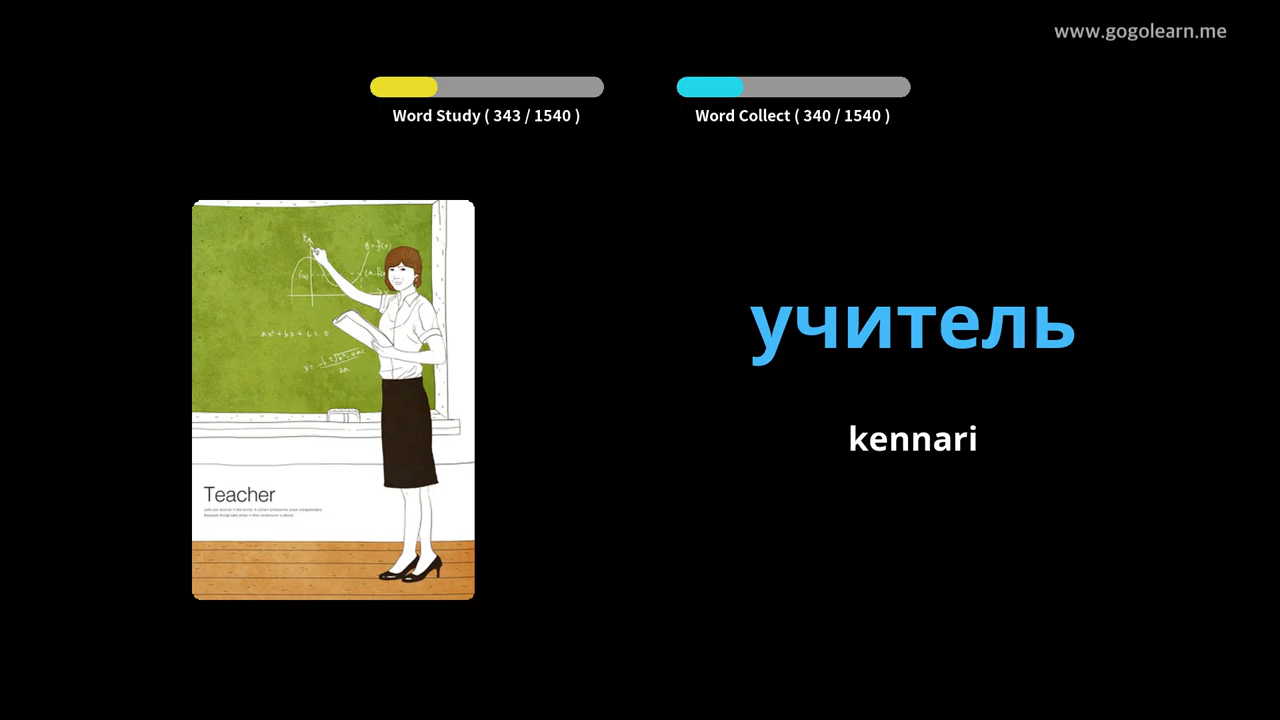 www.gogolearn.me
Word Study ( 343 / 1540 )
Word Collect ( 340 / 1540 )
учитель
kennari
Teacher